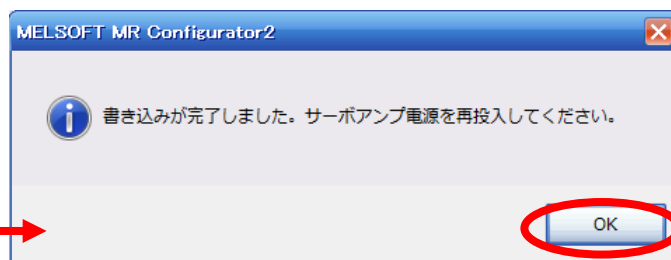 MELSOFT MR Configurator2
書き込みが完了しました。サーボアンプ電源を再投入してください。
OK